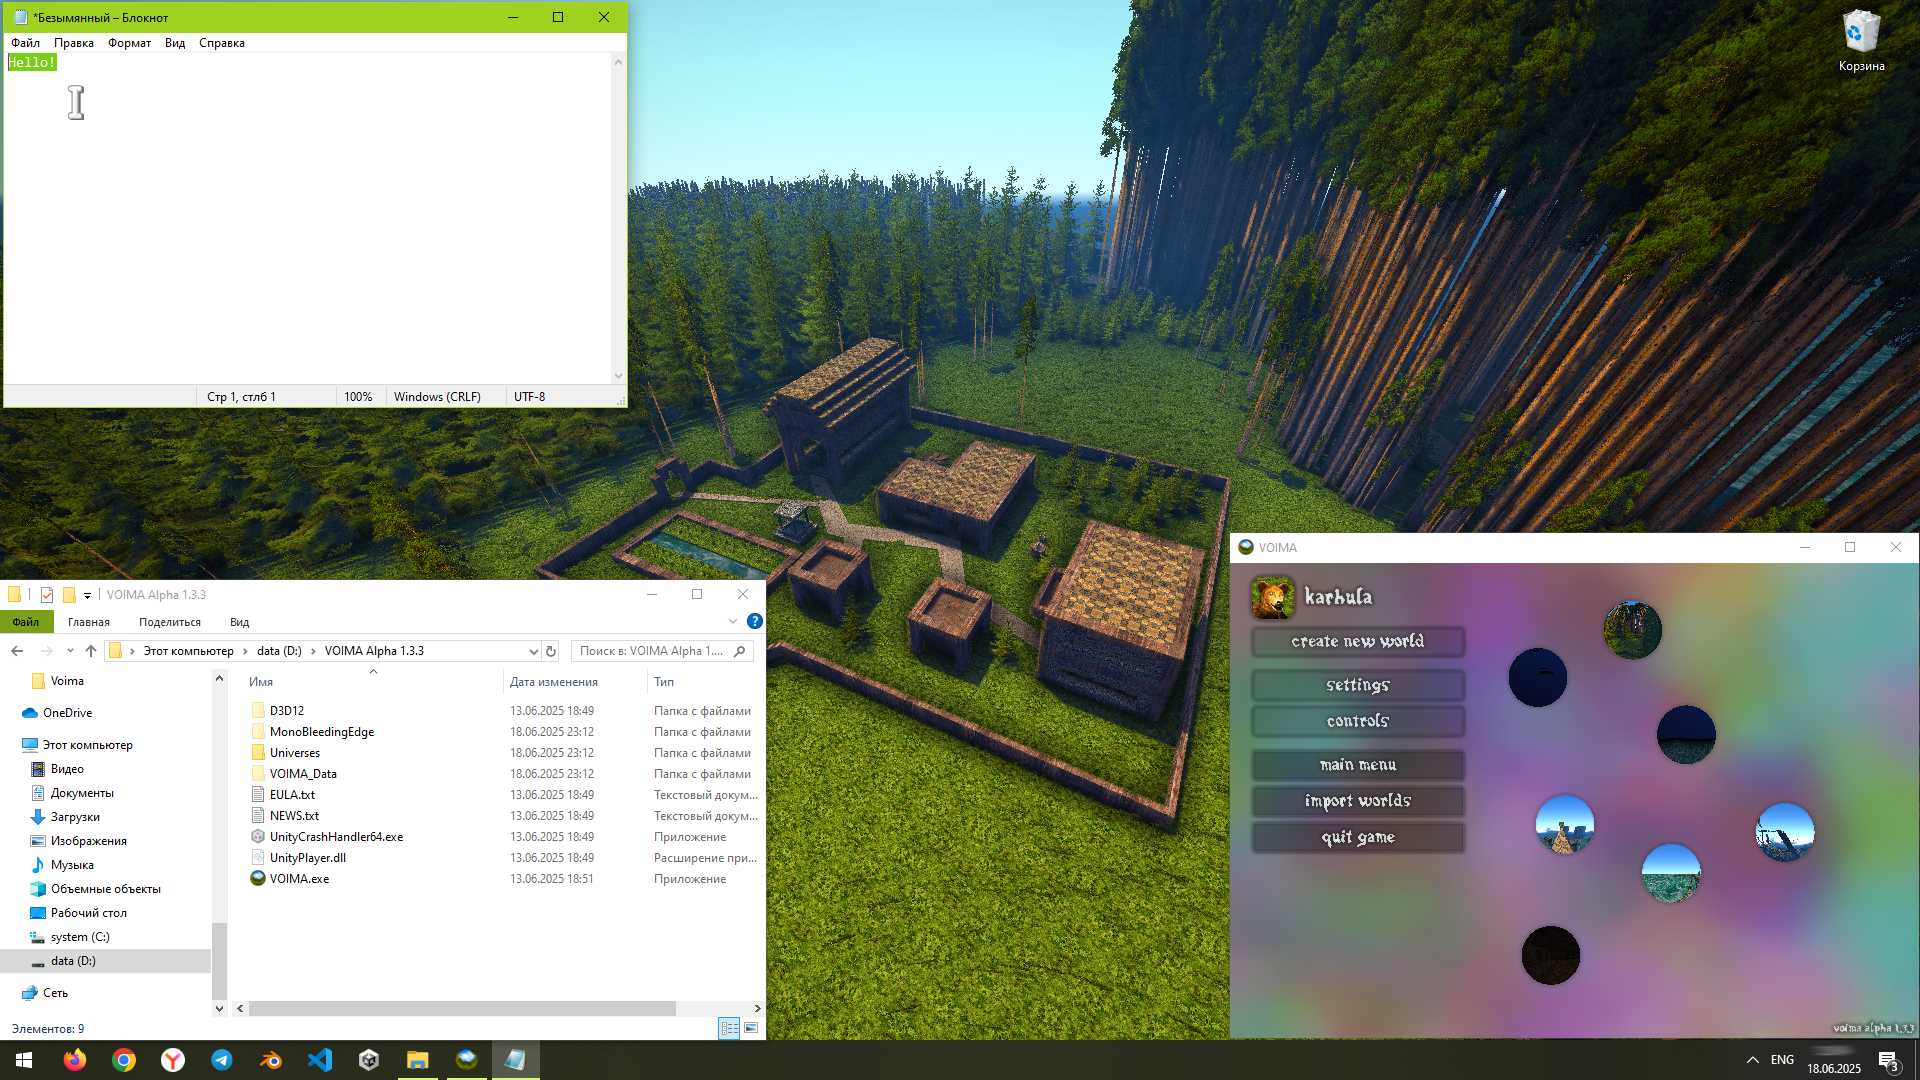 *Безымянный – Блокнот
Файл Правка Формат Вид Справка
Hello!
Стр 1, стлб 1 100% Windows (CRLF) UTF-8
Корзина
VOIMA Alpha 1.3.3
Файл Главная Поделиться Вид
Этот компьютер data (D:) VOIMA Alpha 1.3.3
Поиск в: VOIMA Alpha 1....
Voima
OneDrive
Этот компьютер
Видео
Документы
Загрузки
Изображения
Музыка
Объемные объекты
Рабочий стол
system (C:)
data (D:)
Сеть
Имя Дата изменения Тип
D3D12 13.06.2025 18:49 Папка с файлами
MonoBleedingEdge 18.06.2025 23:12 Папка с файлами
Universes 18.06.2025 23:12 Папка с файлами
VOIMA_Data 18.06.2025 23:12 Папка с файлами
EULA.txt 13.06.2025 18:49 Текстовый докум...
NEWS.txt 13.06.2025 18:49 Текстовый докум...
UnityCrashHandler64.exe 13.06.2025 18:49 Приложение
UnityPlayer.dll 13.06.2025 18:49 Расширение при...
VOIMA.exe 13.06.2025 18:51 Приложение
Элементов: 9
VOIMA
karhula
create new world
settings
controls
main menu
import worlds
quit game
voima alpha 1.3.3
ENG
18.06.2025
3